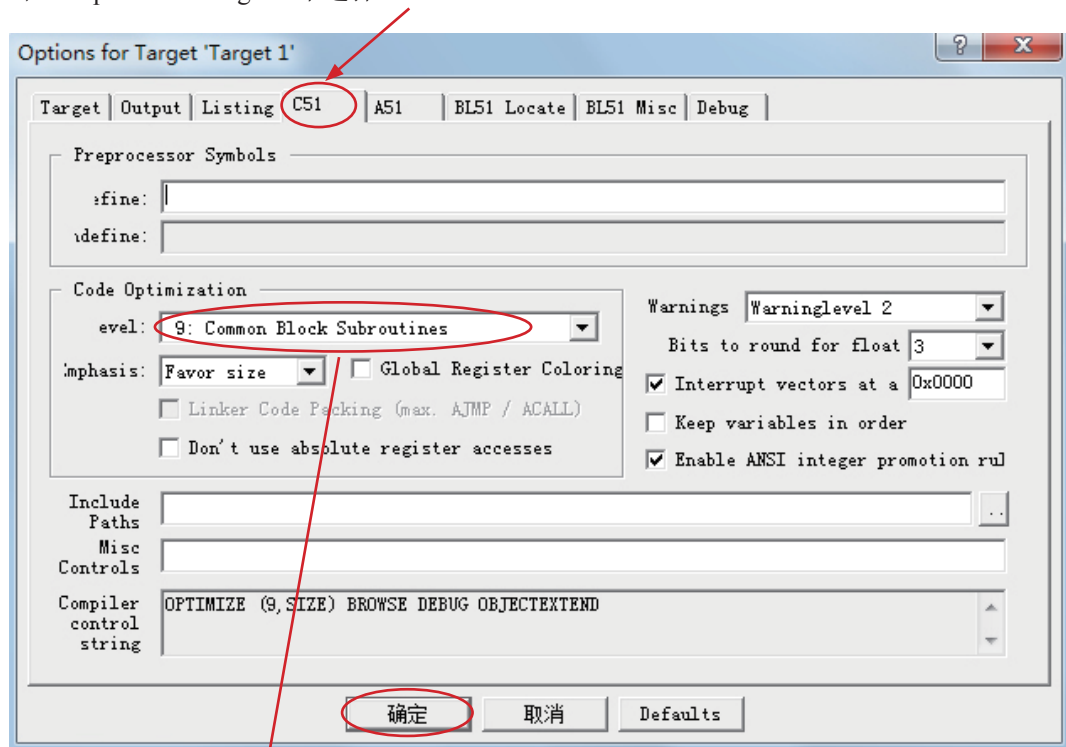 Options for Target 'Target 1'
Target Output Listing C51 A51 BL51 Locate BL51 Misc Debug
Preprocessor Symbols
efine:
define:
Code Optimization
evel: 9: Common Block Subroutines
Warnings Warninglevel 2
Bits to round for float 3
mphasis: Favor size Global Register Coloring
Interrupt vectors at a 0x0000
Linker Code Packing (max. AJMP / ACALL)
Keep variables in order
Don't use absolute register accesses
Enable ANSI integer promotion rul
Include Paths
..
Misc Controls
Compiler control string
OPTIMIZE (9,SIZE) BROWSE DEBUG OBJECTEXTEND
确定 取消 Defaults